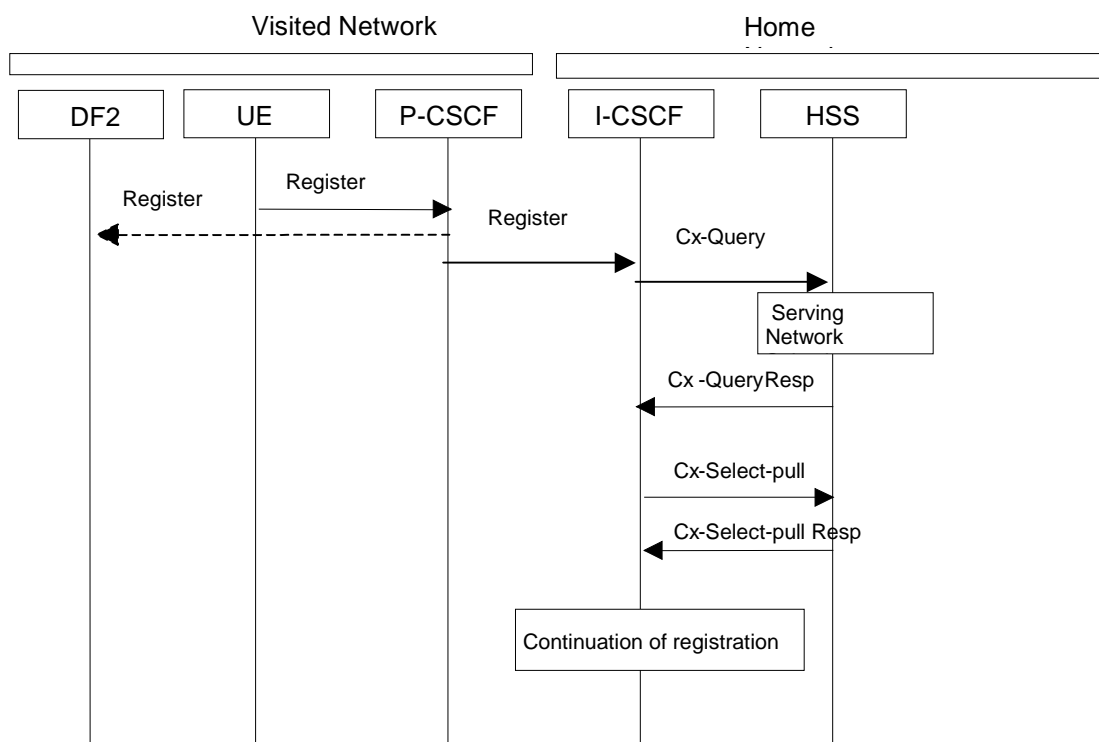 Visited Network
Home
DF2
UE
P-CSCF
I-CSCF
HSS
Register
Register
Register
Cx-Query
Serving
Network
Cx -QueryResp
Cx-Select-pull
Cx-Select-pull Resp
Continuation of registration